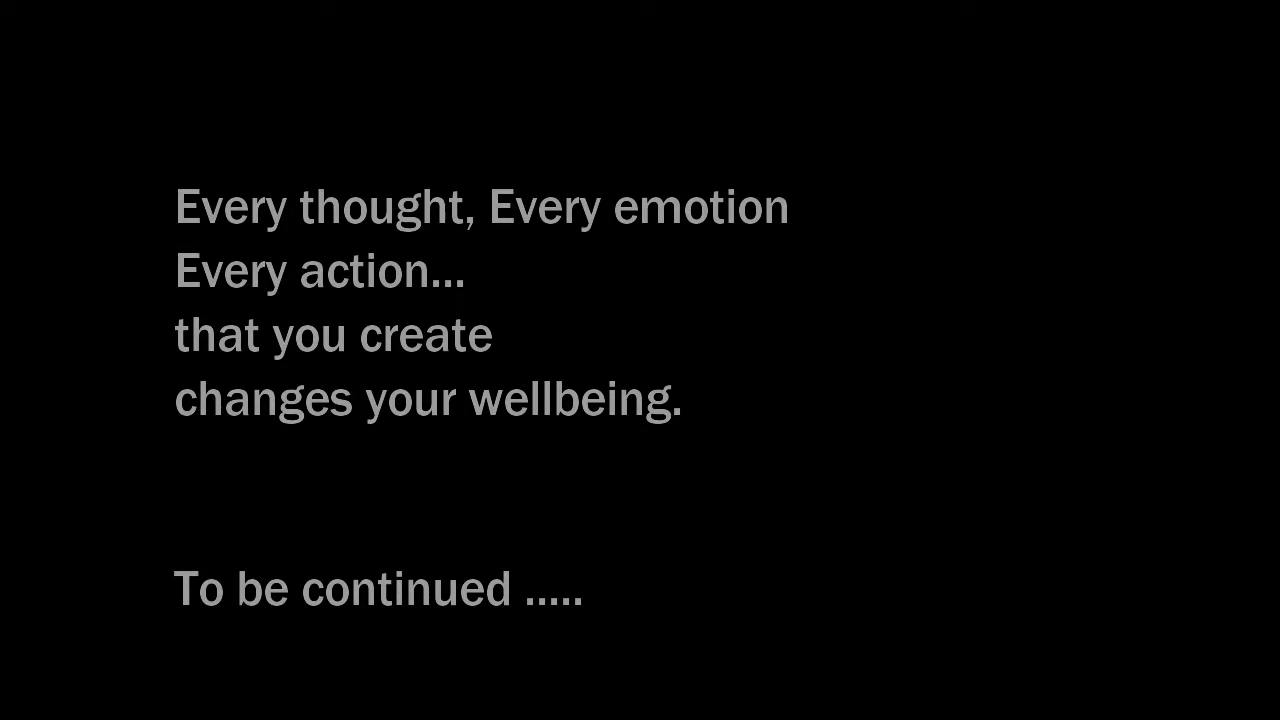 Every thought, Every emotion
Every action...
that you create
changes your wellbeing.
To be continued .....